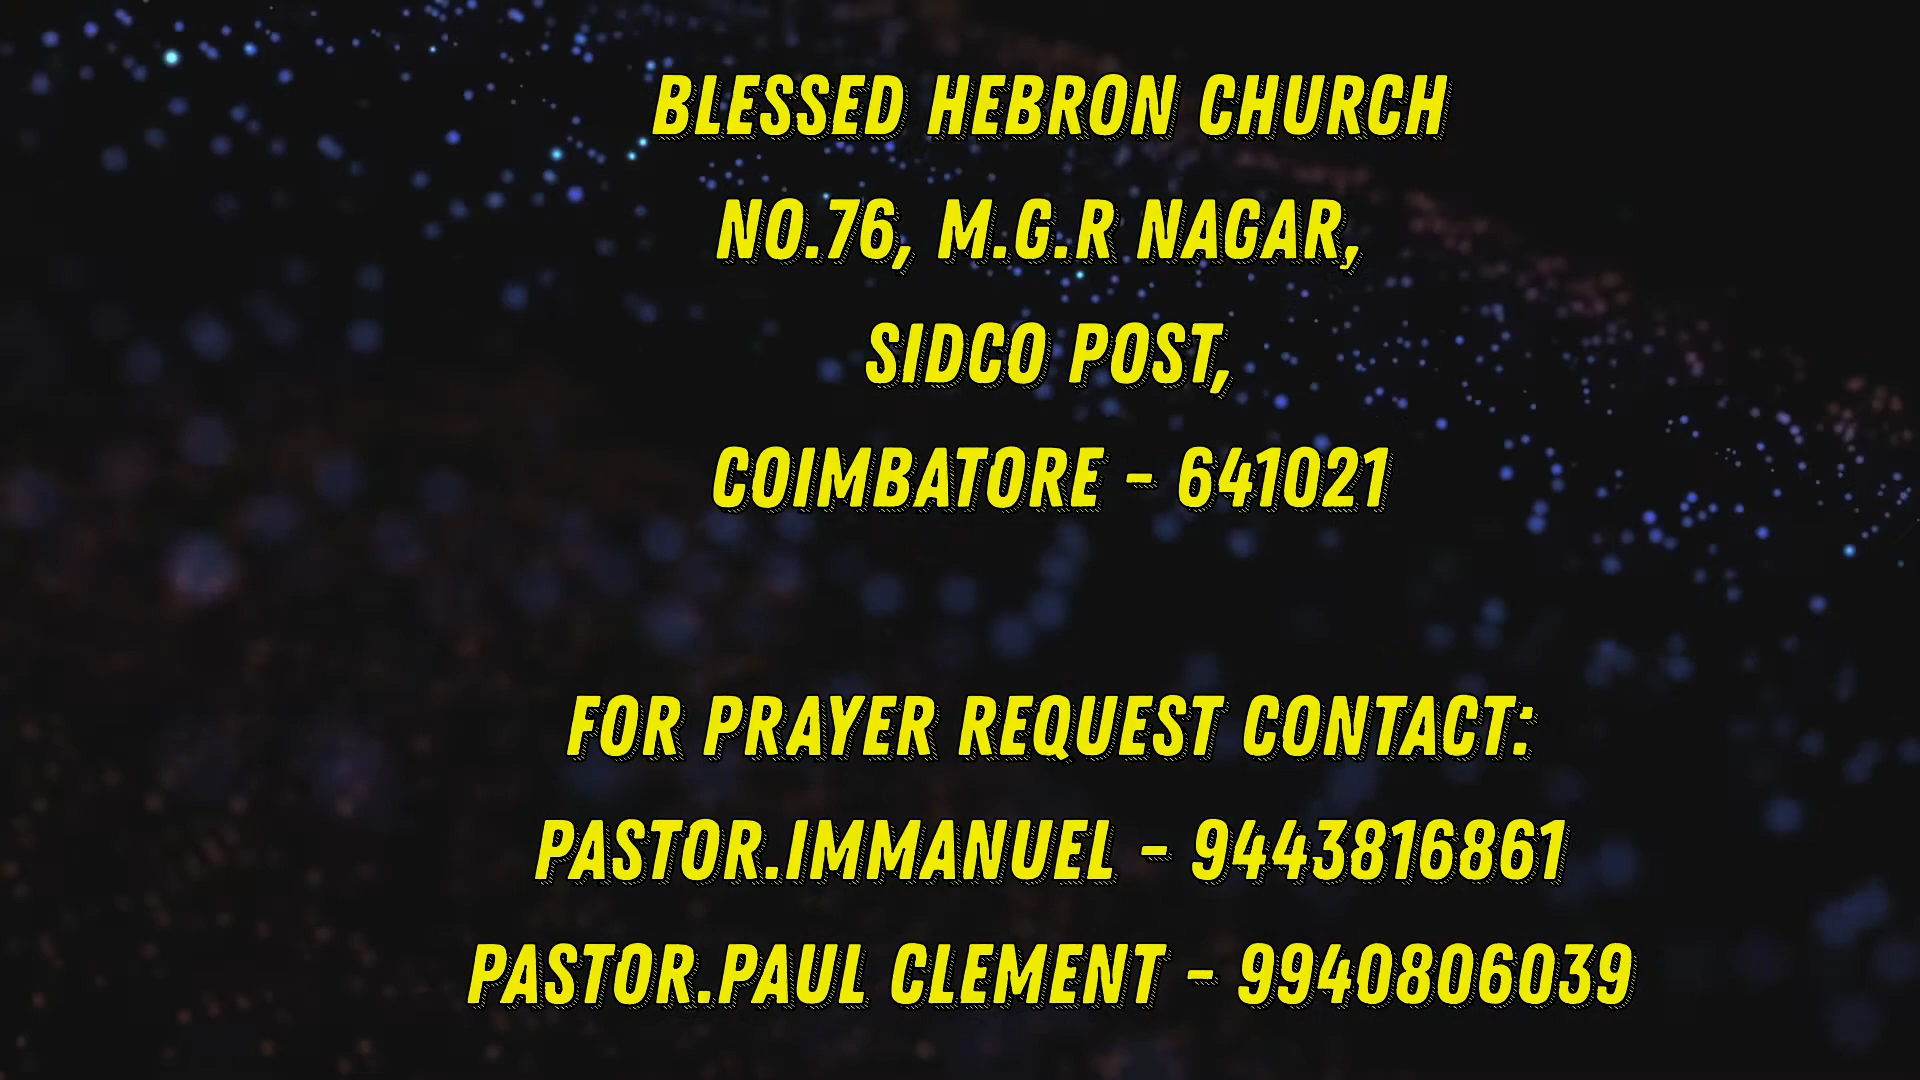 BLESSED HEBRON CHURCH
NO.76, M.G.R NAGAR,
SIDCO POST,
COIMBATORE - 641021
FOR PRAYER REQUEST CONTACT:
PASTOR.IMMANUEL - 9443816861
PASTOR.PAUL CLEMENT - 9940806039